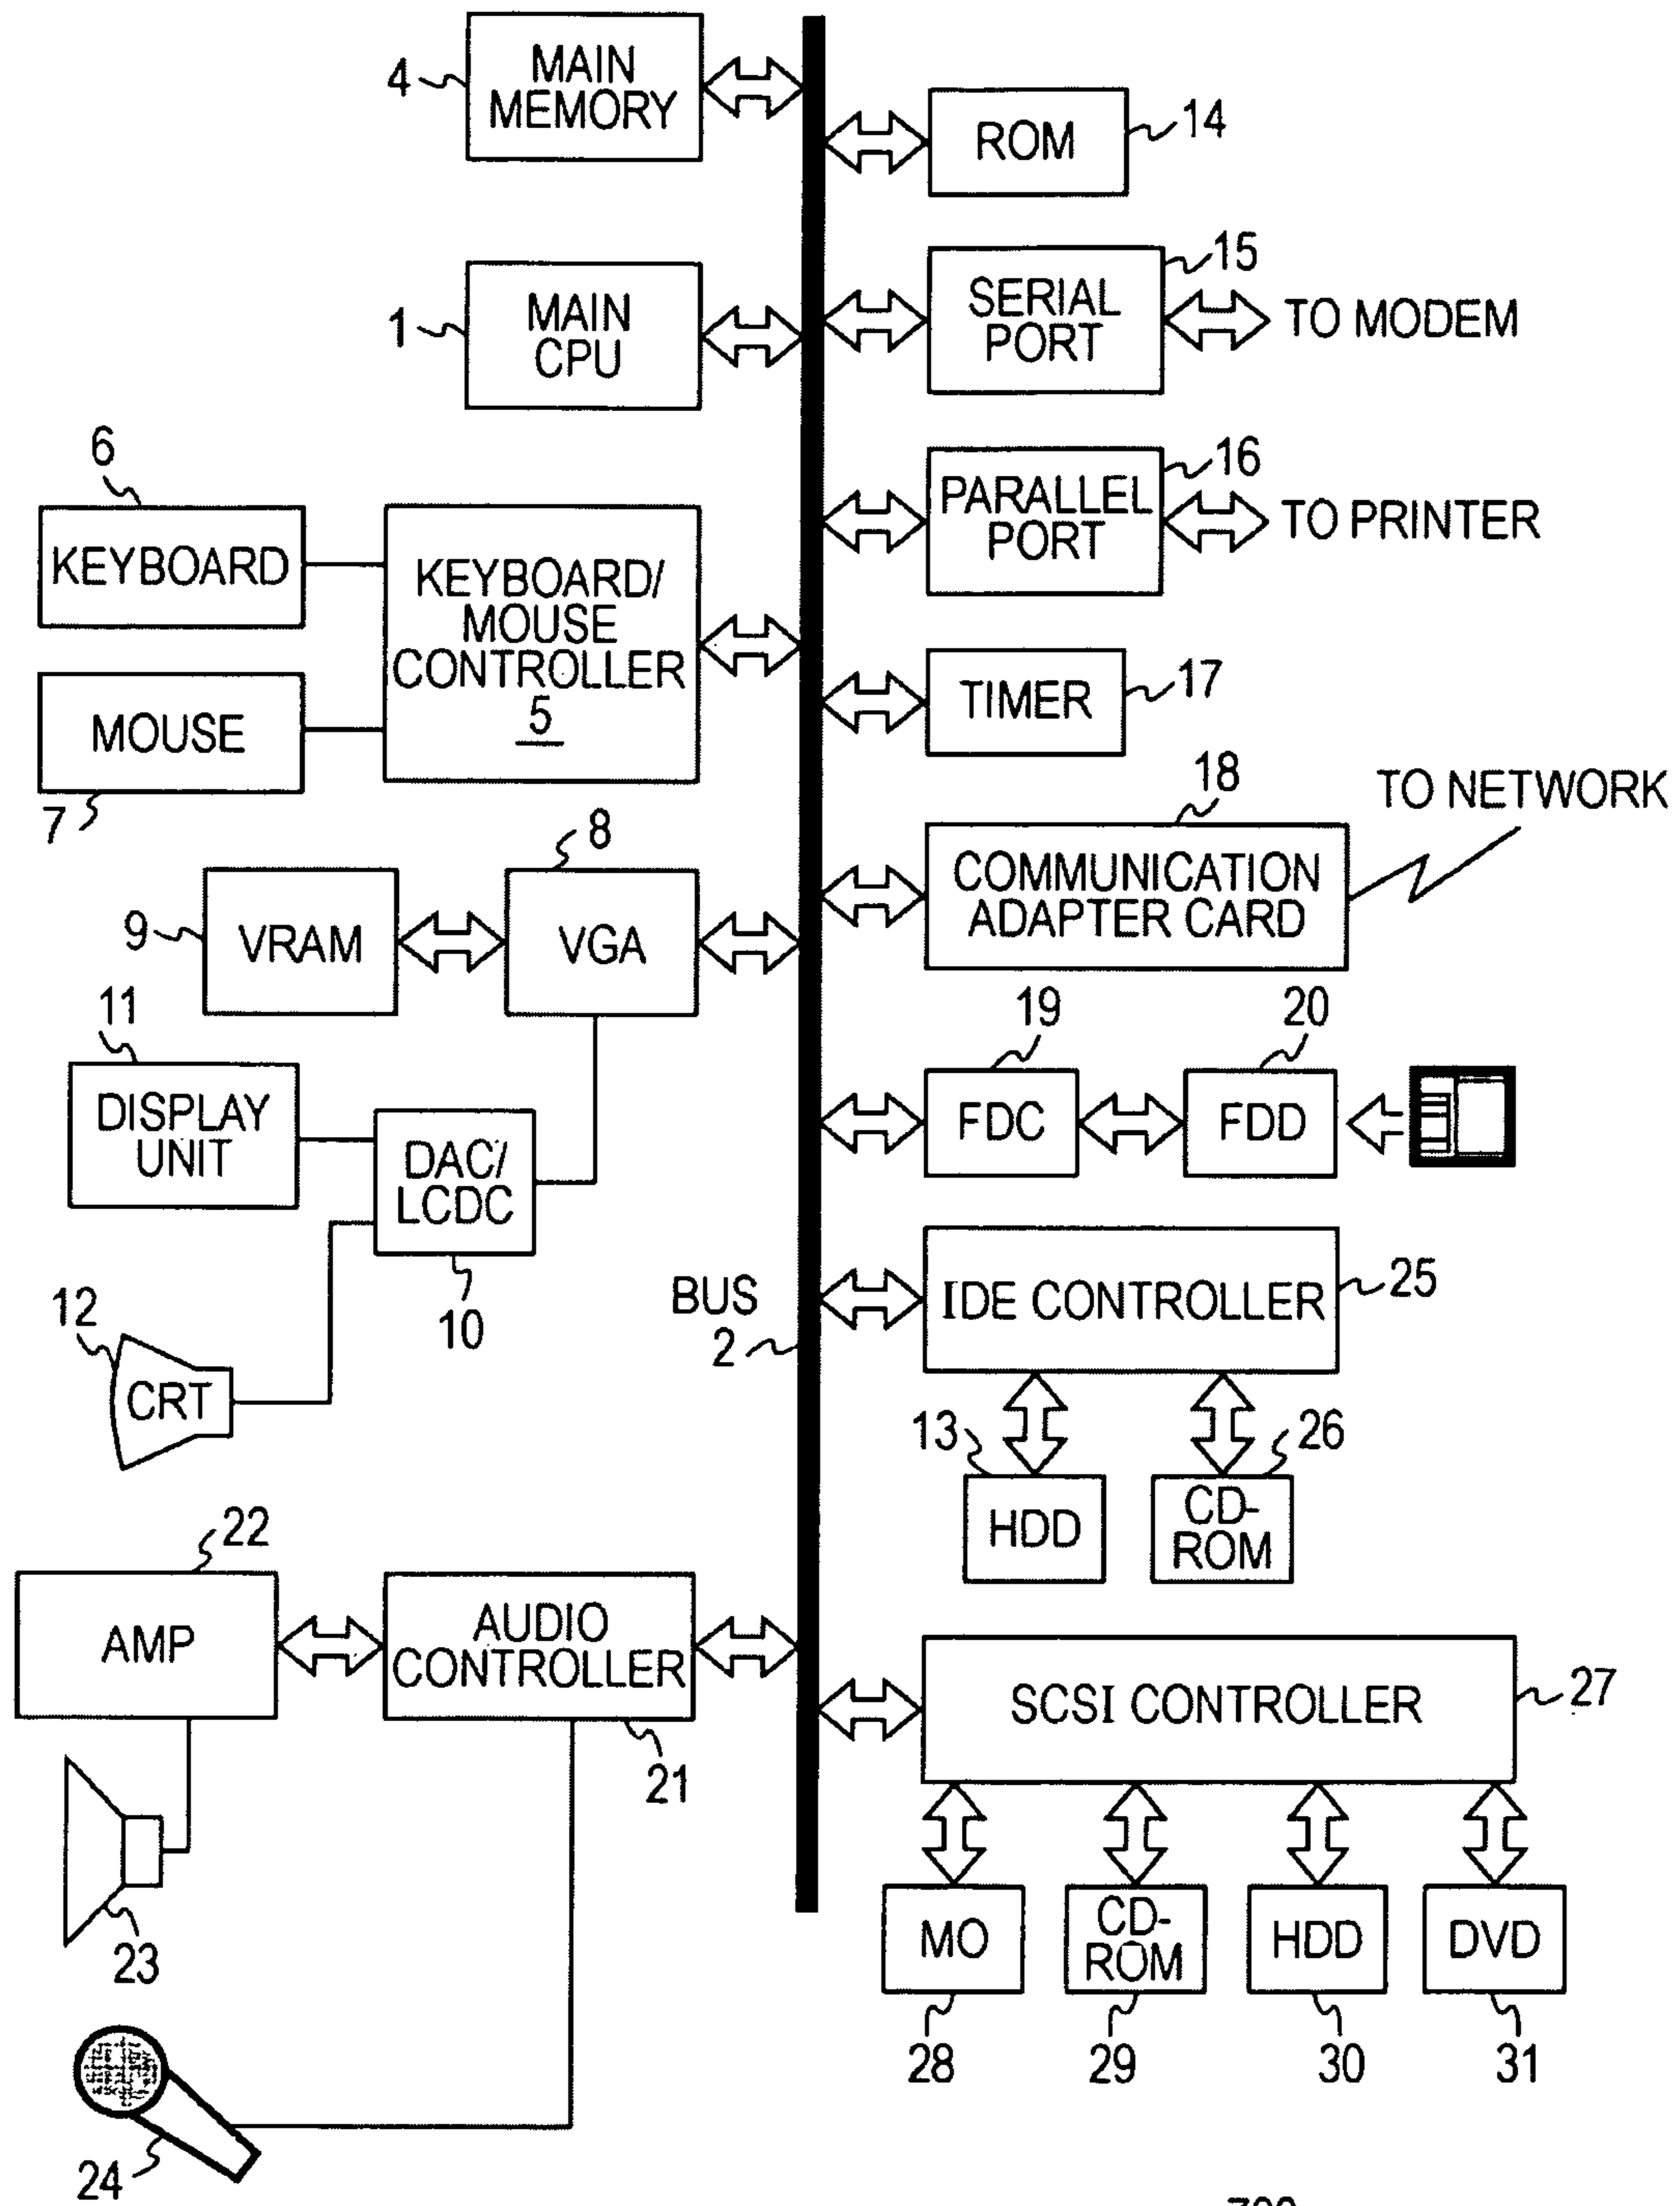 MAIN
MEMORY
4
ROM
14
MAIN
CPU
1
SERIAL
PORT
15
TO MODEM
PARALLEL
PORT
16
TO PRINTER
6
KEYBOARD
KEYBOARD/
MOUSE
CONTROLLER
5
MOUSE
7
TIMER
17
18
TO NETWORK
COMMUNICATION
ADAPTER CARD
8
9
VRAM
VGA
11
DISPLAY
UNIT
DAC/
LCDC
10
12
CRT
19
20
FDC
FDD
BUS
2
IDE CONTROLLER
25
13
26
HDD
CD-
ROM
22
AMP
AUDIO
CONTROLLER
21
23
24
SCSI CONTROLLER
27
MO
CD-
ROM
HDD
DVD
28
29
30
31